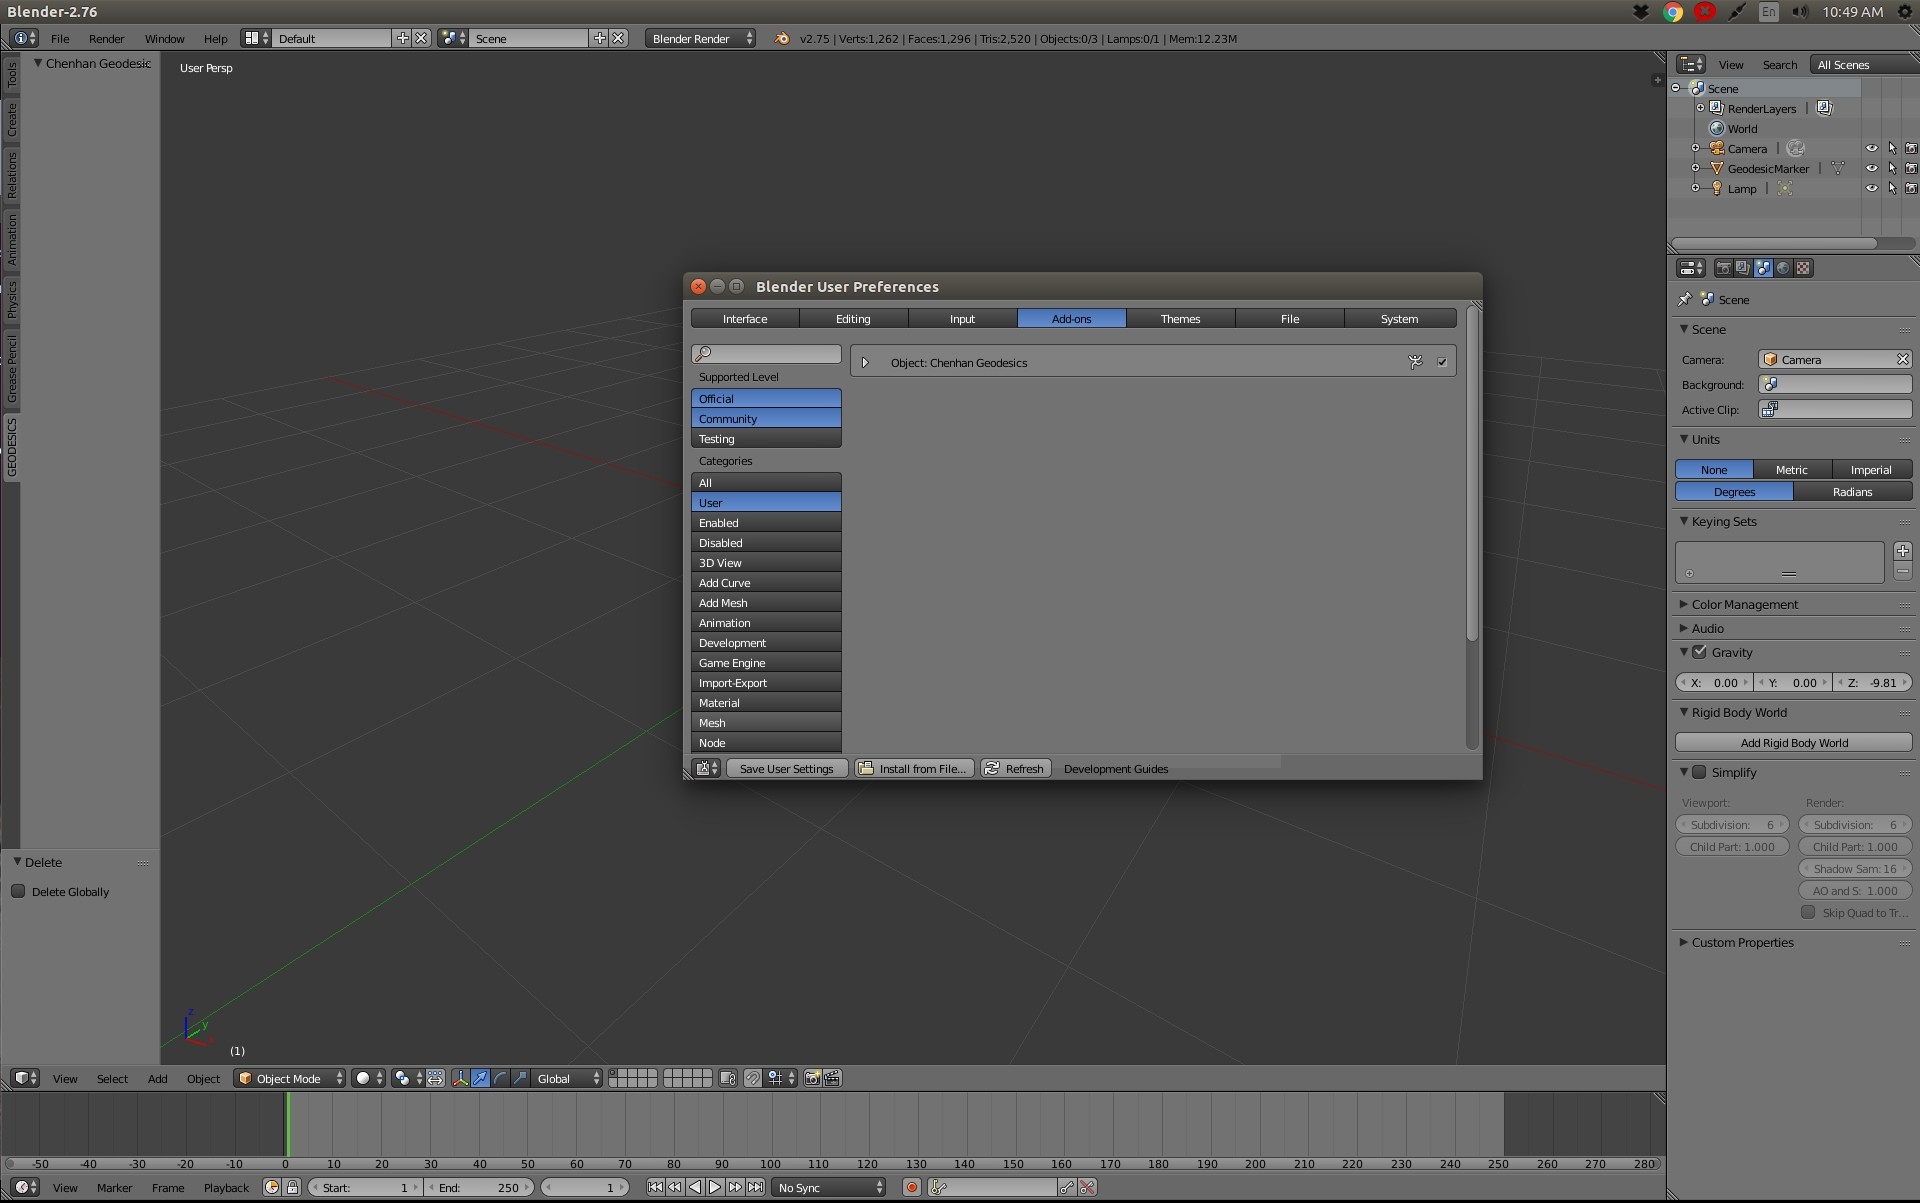 Blender-2.76
En
10:49 AM
File Render Window Help Default Scene Blender Render v2.75 | Verts:1,262 | Faces:1,296 | Tris:2,520 | Objects:0/3 | Lamps:0/1 | Mem:12.23M
Tools
Create
Relations
Animation
Physics
Grease Pencil
GEODESICS
Chenhan Geodesic
User Persp
Delete
Delete Globally
z
y
x
(1)
Blender User Preferences
Interface Editing Input Add-ons Themes File System
Supported Level
Official
Community
Testing
Categories
All
User
Enabled
Disabled
3D View
Add Curve
Add Mesh
Animation
Development
Game Engine
Import-Export
Material
Mesh
Node
Object: Chenhan Geodesics
Save User Settings Install from File... Refresh Development Guides
View Search All Scenes
Scene
RenderLayers |
World
Camera |
GeodesicMarker |
Lamp |
Scene
Scene
Camera: Camera
Background:
Active Clip:
Units
None Metric Imperial
Degrees Radians
Keying Sets
Color Management
Audio
Gravity
X: 0.00 Y: 0.00 Z: -9.81
Rigid Body World
Add Rigid Body World
Simplify
Viewport: Render:
Subdivision: 6 Subdivision: 6
Child Part: 1.000 Child Part: 1.000
Shadow Sam: 16
AO and S: 1.000
Skip Quad to Tr...
Custom Properties
View Select Add Object Object Mode Global
-50 -40 -30 -20 -10 0 10 20 30 40 50 60 70 80 90 100 110 120 130 140 150 160 170 180 190 200 210 220 230 240 250 260 270 280
View Marker Frame Playback Start: 1 End: 250 1 No Sync